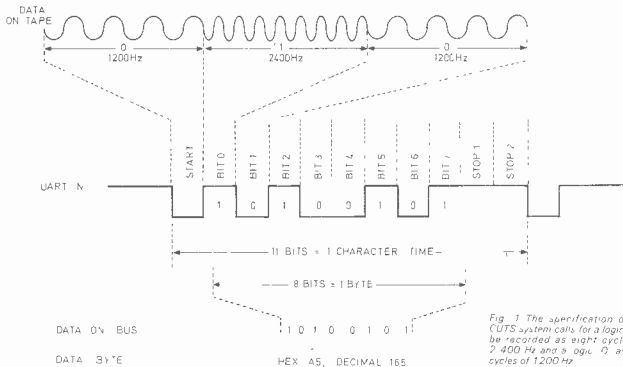 DATA
ON TAPE
0 1 0
1200Hz 2400Hz 1200Hz
START BIT 0 BIT 1 BIT 2 BIT 3 BIT 4 BIT 5 BIT 6 BIT 7 STOP 1 STOP 2
UART IN
1 0 1 0 0 1 0 1
11 BITS = 1 CHARACTER TIME
8 BITS = 1 BYTE
DATA ON BUS 1 0 1 0 0 1 0 1
DATA BYTE HEX A5, DECIMAL 165
Fig 1 The specification o
CUTS system calls for a logic
be recorded as eight cycl
2 400 Hz and a logic 0 a
cycles of 1200 Hz